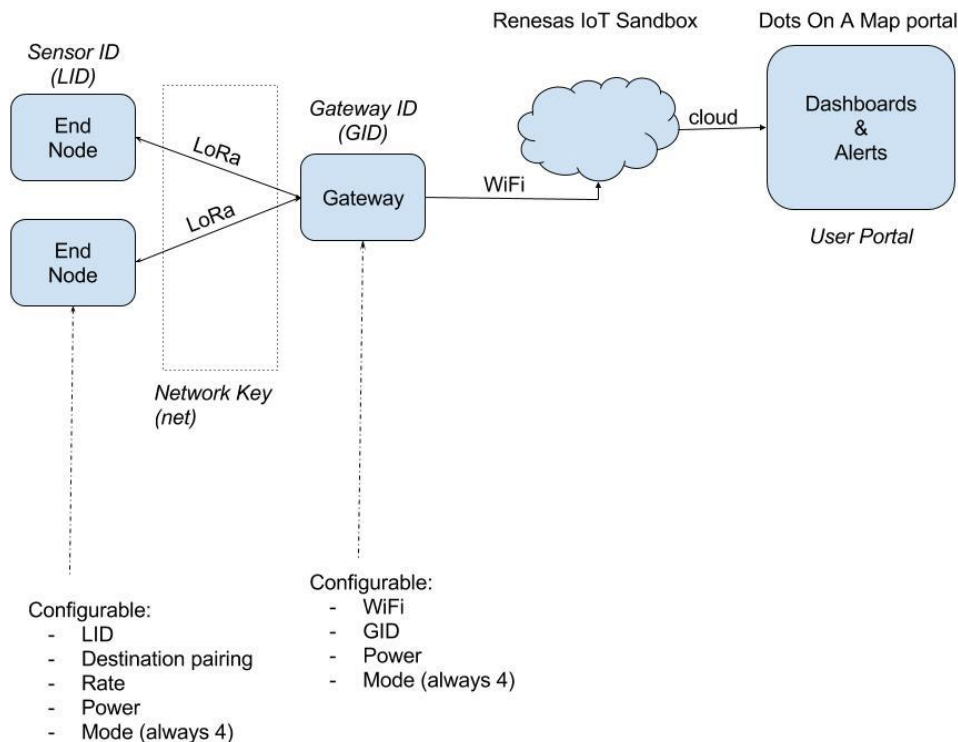 Renesas IoT Sandbox
Dots On A Map portal
Sensor ID
(LID)
Gateway ID
(GID)
End
Node
LoRa
Gateway
WiFi
cloud
Dashboards
&
Alerts
LoRa
End
Node
User Portal
Network Key
(net)
Configurable:
- LID
- Destination pairing
- Rate
- Power
- Mode (always 4)
Configurable:
- WiFi
- GID
- Power
- Mode (always 4)